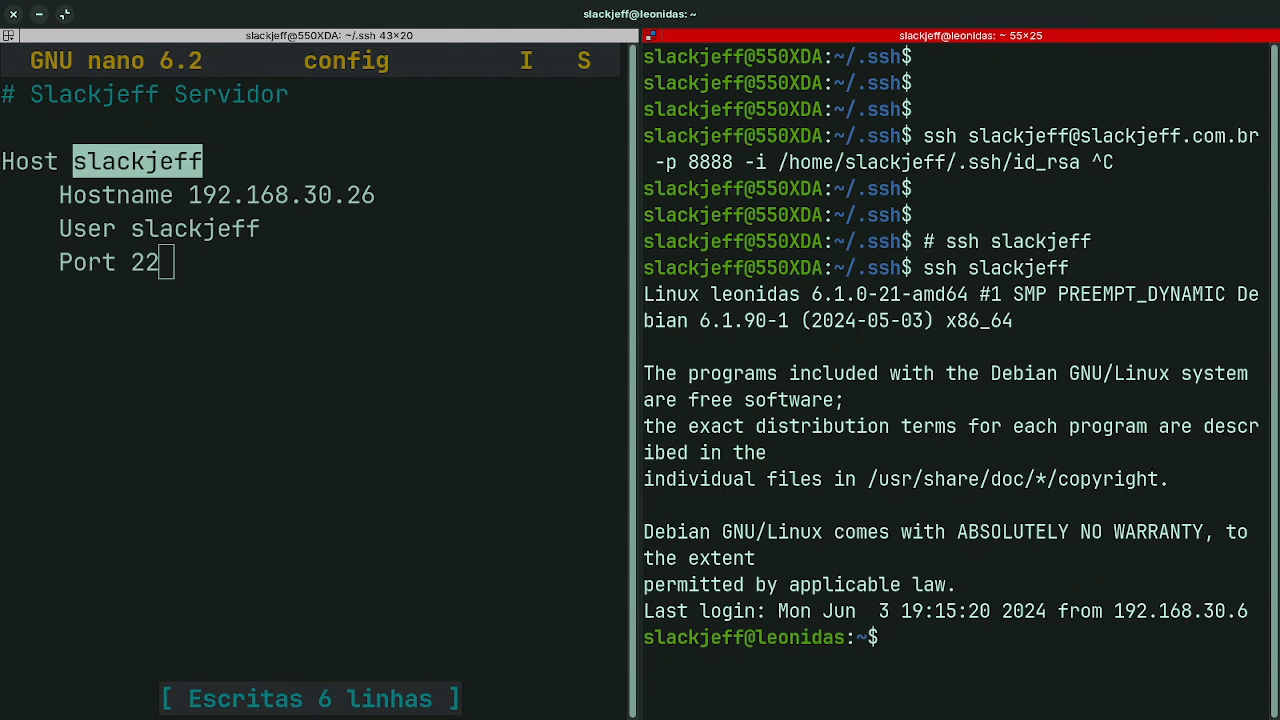 slackjeff@leonidas: ~
slackjeff@550XDA: ~/.ssh 43×20
GNU nano 6.2 config I S
# Slackjeff Servidor
Host slackjeff
Hostname 192.168.30.26
User slackjeff
Port 22
[ Escritas 6 linhas ]
slackjeff@leonidas: ~ 55×25
slackjeff@550XDA:~/.ssh$
slackjeff@550XDA:~/.ssh$
slackjeff@550XDA:~/.ssh$
slackjeff@550XDA:~/.ssh$ ssh slackjeff@slackjeff.com.br
-p 8888 -i /home/slackjeff/.ssh/id_rsa ^C
slackjeff@550XDA:~/.ssh$
slackjeff@550XDA:~/.ssh$
slackjeff@550XDA:~/.ssh$ # ssh slackjeff
slackjeff@550XDA:~/.ssh$ ssh slackjeff
Linux leonidas 6.1.0-21-amd64 #1 SMP PREEMPT_DYNAMIC De
bian 6.1.90-1 (2024-05-03) x86_64
The programs included with the Debian GNU/Linux system
are free software;
the exact distribution terms for each program are descr
ibed in the
individual files in /usr/share/doc/*/copyright.
Debian GNU/Linux comes with ABSOLUTELY NO WARRANTY, to
the extent
permitted by applicable law.
Last login: Mon Jun  3 19:15:20 2024 from 192.168.30.6
slackjeff@leonidas:~$